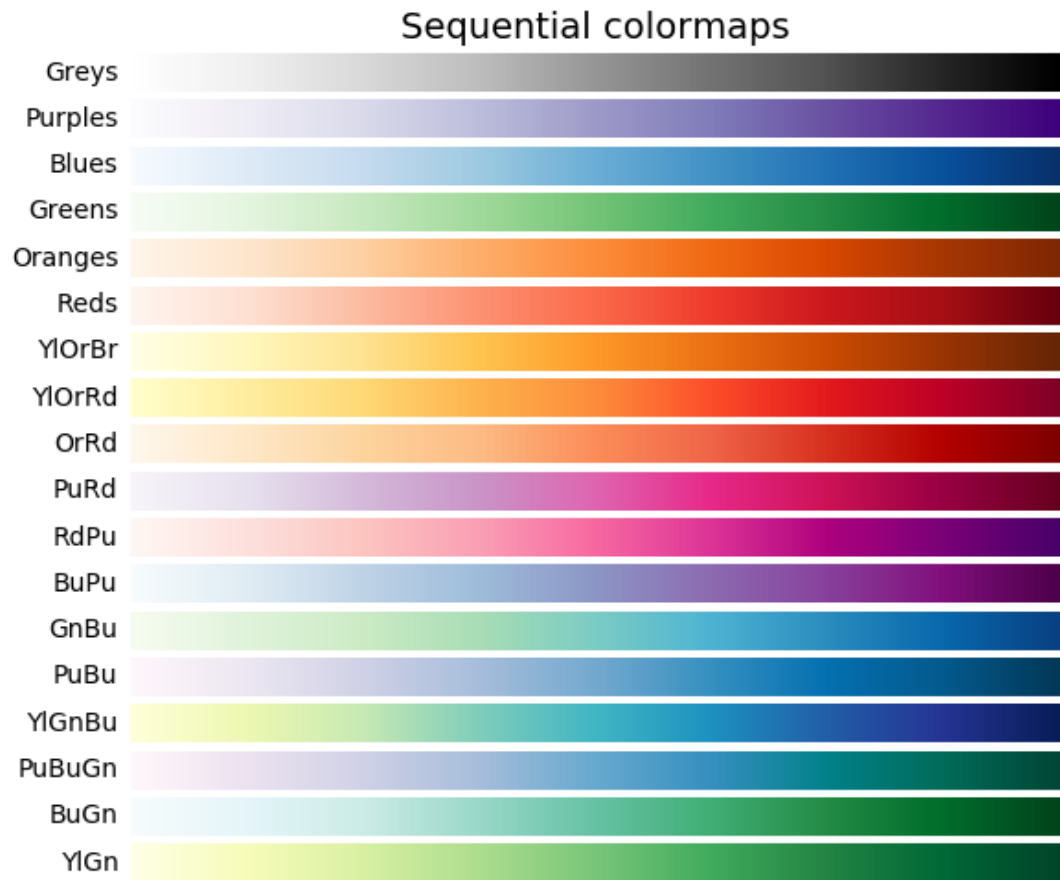 Sequential colormaps
Greys
Purples
Blues
Greens
Oranges
Reds
YlOrBr
YlOrRd
OrRd
PuRd
RdPu
BuPu
GnBu
PuBu
YlGnBu
PuBuGn
BuGn
YlGn